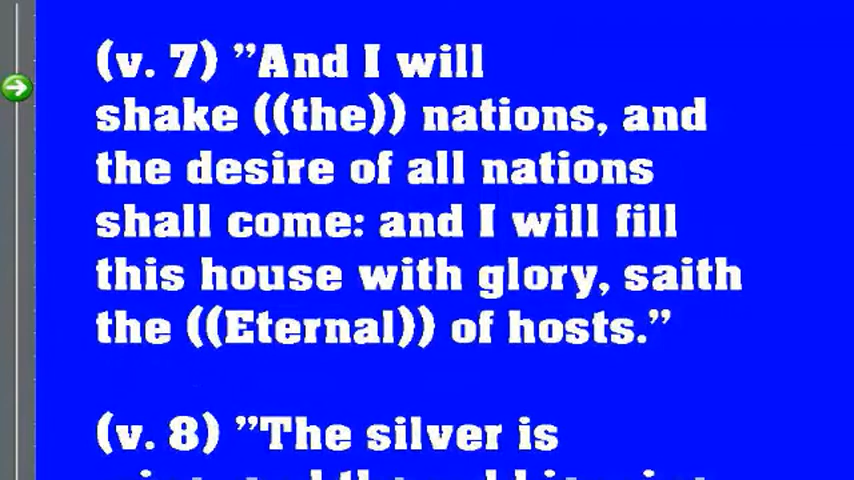 (v. 7) "And I will
shake ((the)) nations, and
the desire of all nations
shall come: and I will fill
this house with glory, saith
the ((Eternal)) of hosts."
(v. 8) "The silver is